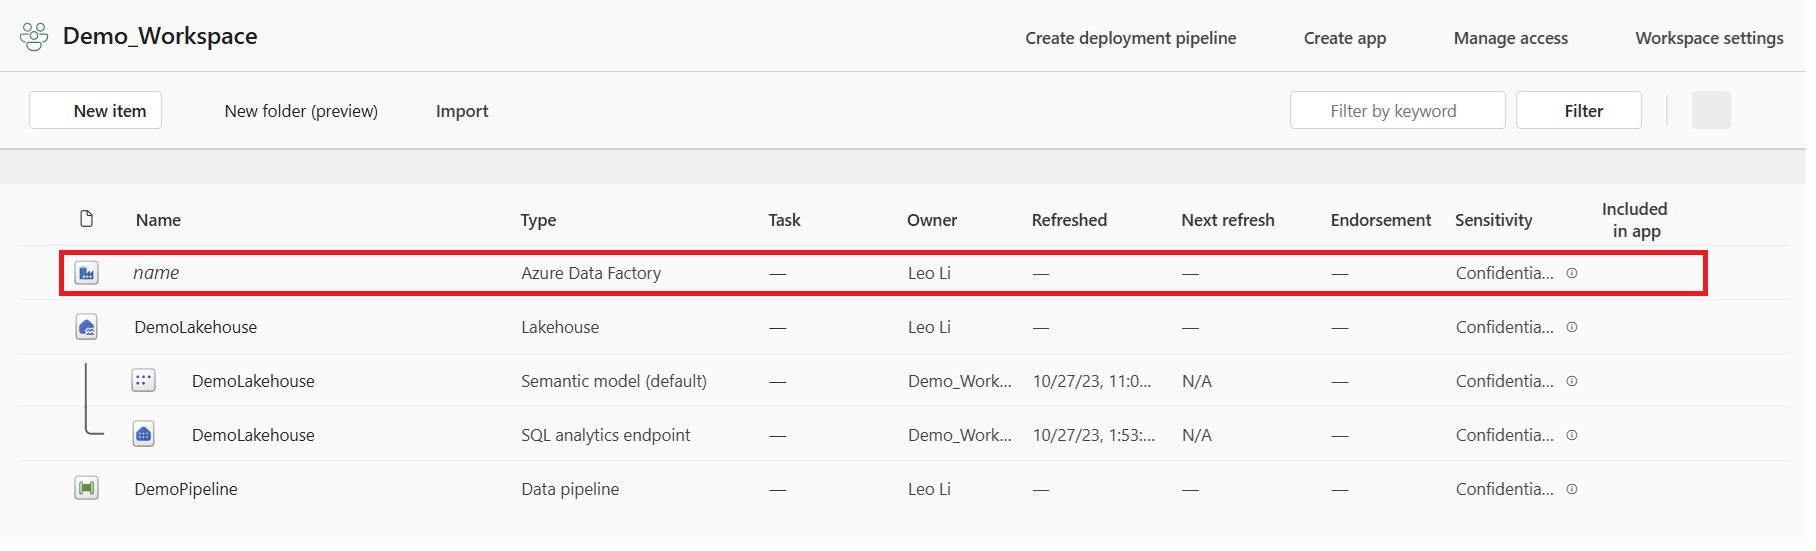 Demo_Workspace Create deployment pipeline Create app Manage access Workspace settings
New item New folder (preview) Import Filter by keyword Filter
Name Type Task Owner Refreshed Next refresh Endorsement Sensitivity Included in app
name Azure Data Factory — Leo Li — — — Confidentia...
DemoLakehouse Lakehouse — Leo Li — — — Confidentia...
DemoLakehouse Semantic model (default) — Demo_Work... 10/27/23, 11:0... N/A — Confidentia...
DemoLakehouse SQL analytics endpoint — Demo_Work... 10/27/23, 1:53:... N/A — Confidentia...
DemoPipeline Data pipeline — Leo Li — — — Confidentia...